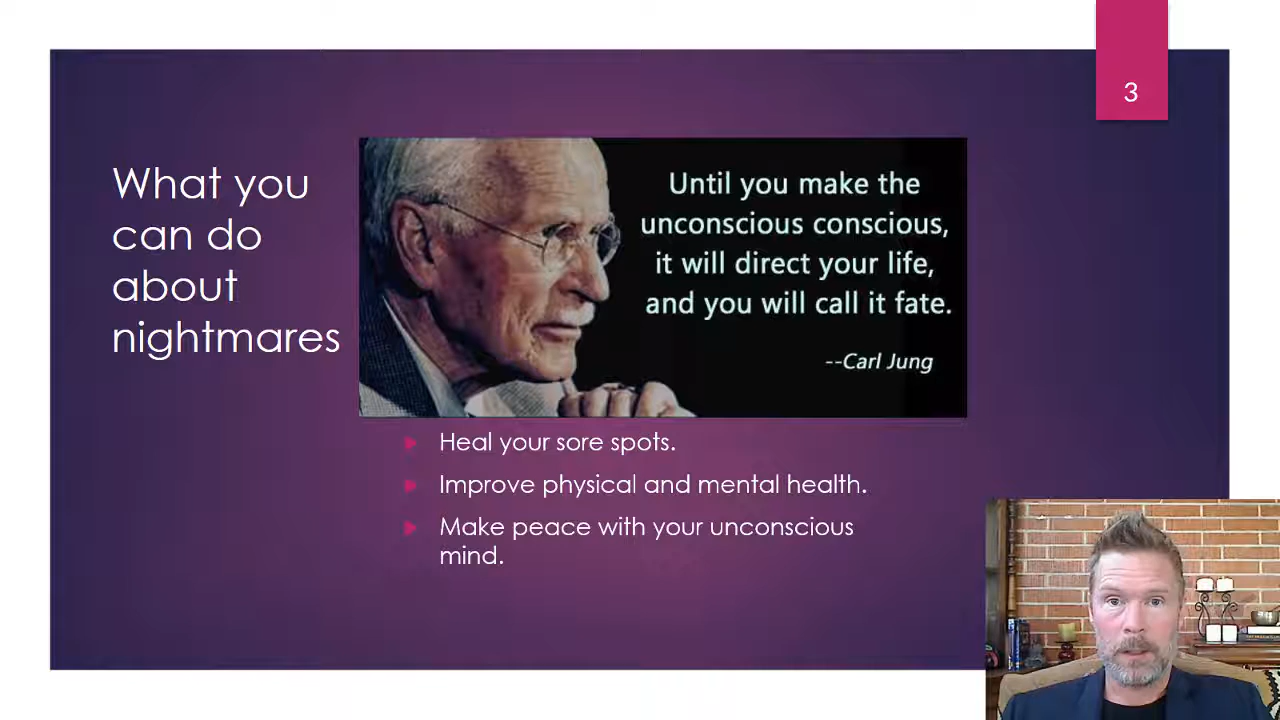 3
What you
can do
about
nightmares
Until you make the
unconscious conscious,
it will direct your life,
and you will call it fate.
--Carl Jung
Heal your sore spots.
Improve physical and mental health.
Make peace with your unconscious
mind.